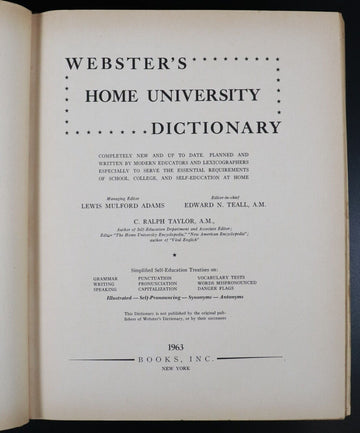 WEBSTER'S
HOME UNIVERSITY
DICTIONARY
COMPLETELY NEW AND UP TO DATE. PLANNED AND
WRITTEN BY MODERN EDUCATORS AND LEXICOGRAPHERS
ESPECIALLY TO SERVE THE ESSENTIAL REQUIREMENTS
OF SCHOOL, COLLEGE, AND SELF-EDUCATION AT HOME
Managing Editor Editor-in-chief
LEWIS MULFORD ADAMS EDWARD N. TEALL, A.M.
C. RALPH TAYLOR, A.M.,
Author of Self Education Department and Associate Editor;
Editor "The Home University Encyclopedia," "New American Encyclopedia";
author of "Vital English"
Simplified Self-Education Treatises on:
GRAMMAR PUNCTUATION VOCABULARY TESTS
WRITING PRONUNCIATION WORDS MISPRONOUNCED
SPEAKING CAPITALIZATION DANGER FLAGS
Illustrated — Self-Pronouncing — Synonyms — Antonyms
This Dictionary is not published by the original pub-
lishers of Webster's Dictionary, or by their successors
1963
BOOKS, INC.
NEW YORK